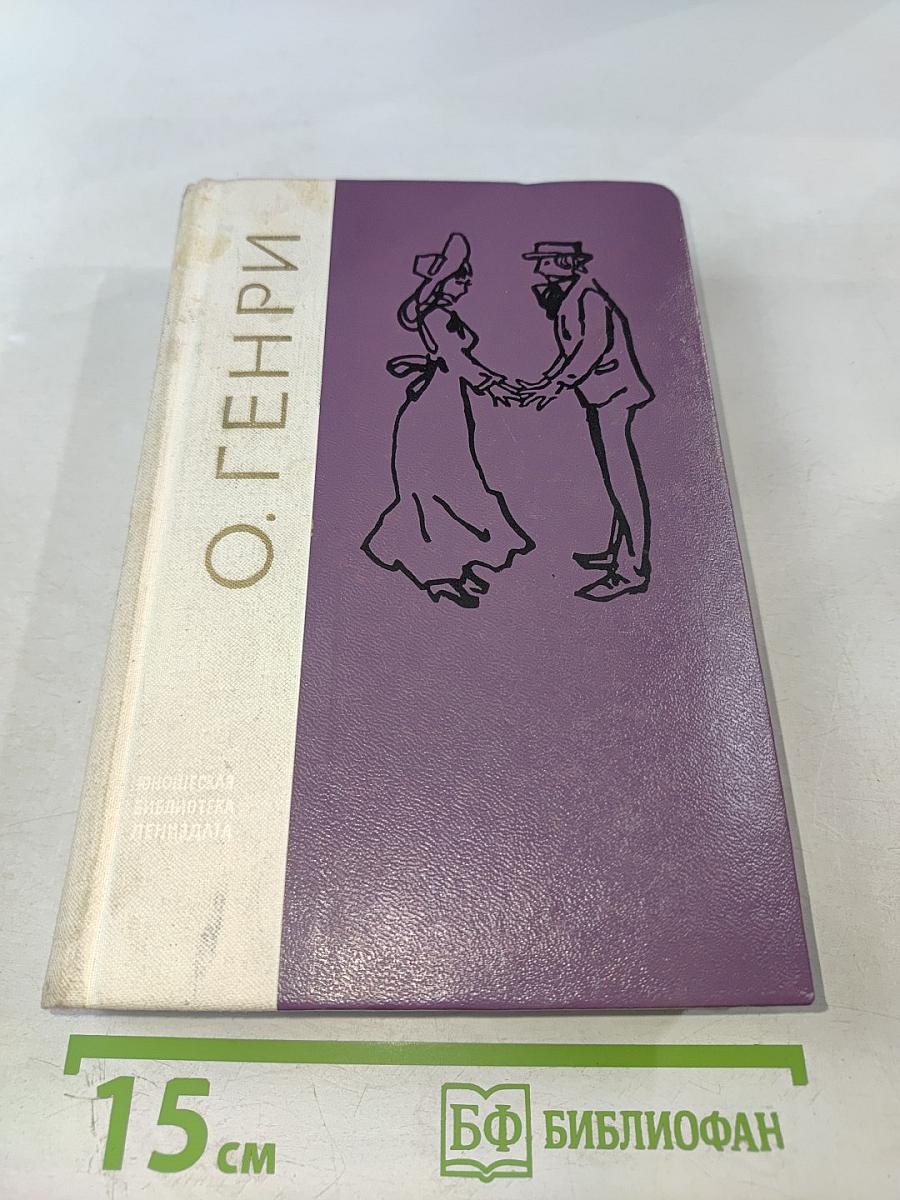 О. ГЕНРИ
ЮНОШЕСКАЯ
БИБЛИОТЕКА
ЛЕНИЗДАТА
15 см
БФ БИБЛИОФАН